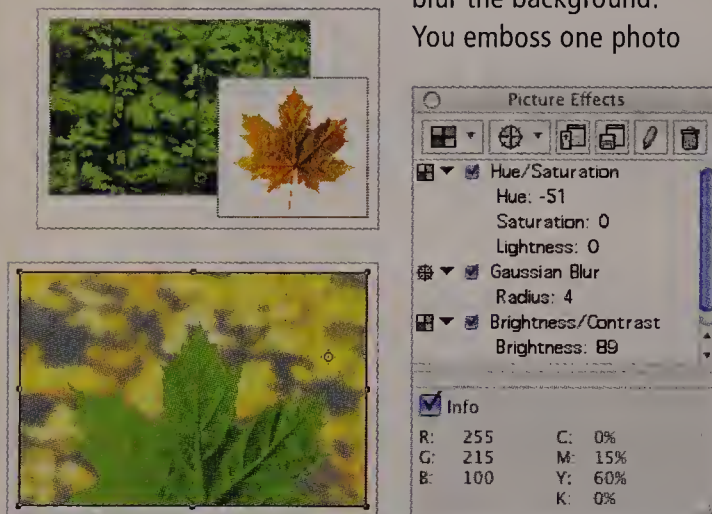 blur the background.
You emboss one photo
Picture Effects
Hue/Saturation
Hue: -51
Saturation: 0
Lightness: 0
Gaussian Blur
Radius: 4
Brightness/Contrast
Brightness: 89
Info
R: 255 C: 0%
G: 215 M: 15%
B: 100 Y: 60%
K: 0%